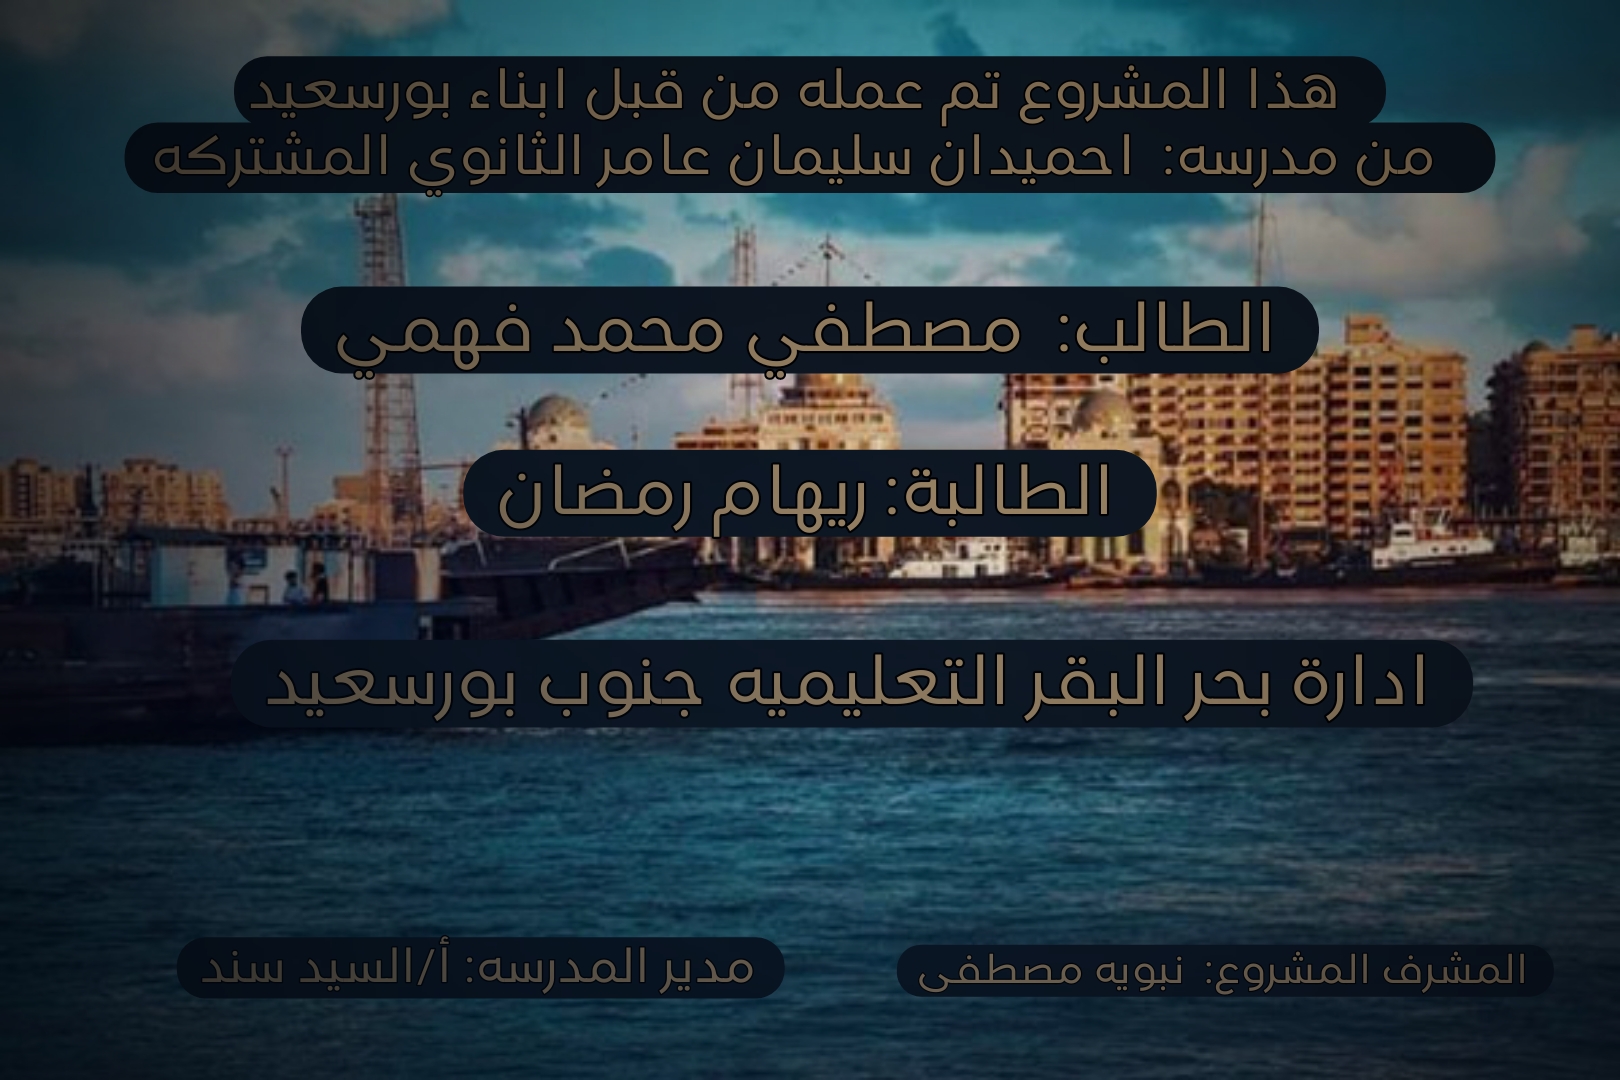 هذا المشروع تم عمله من قبل ابناء بورسعيد
من مدرسه: احميدان سليمان عامر الثانوي المشتركه
الطالب: مصطفي محمد فهمي
الطالبة: ريهام رمضان
ادارة بحر البقر التعليميه جنوب بورسعيد
المشرف المشروع: نبويه مصطفى
مدير المدرسه: أ/السيد سند